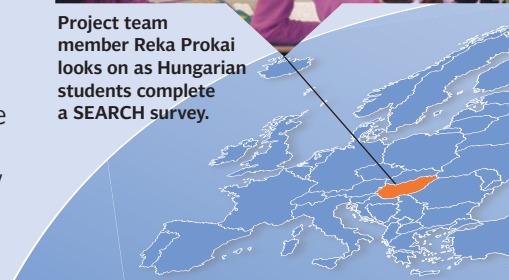 Project team
member Reka Prokai
looks on as Hungarian
students complete
a SEARCH survey.